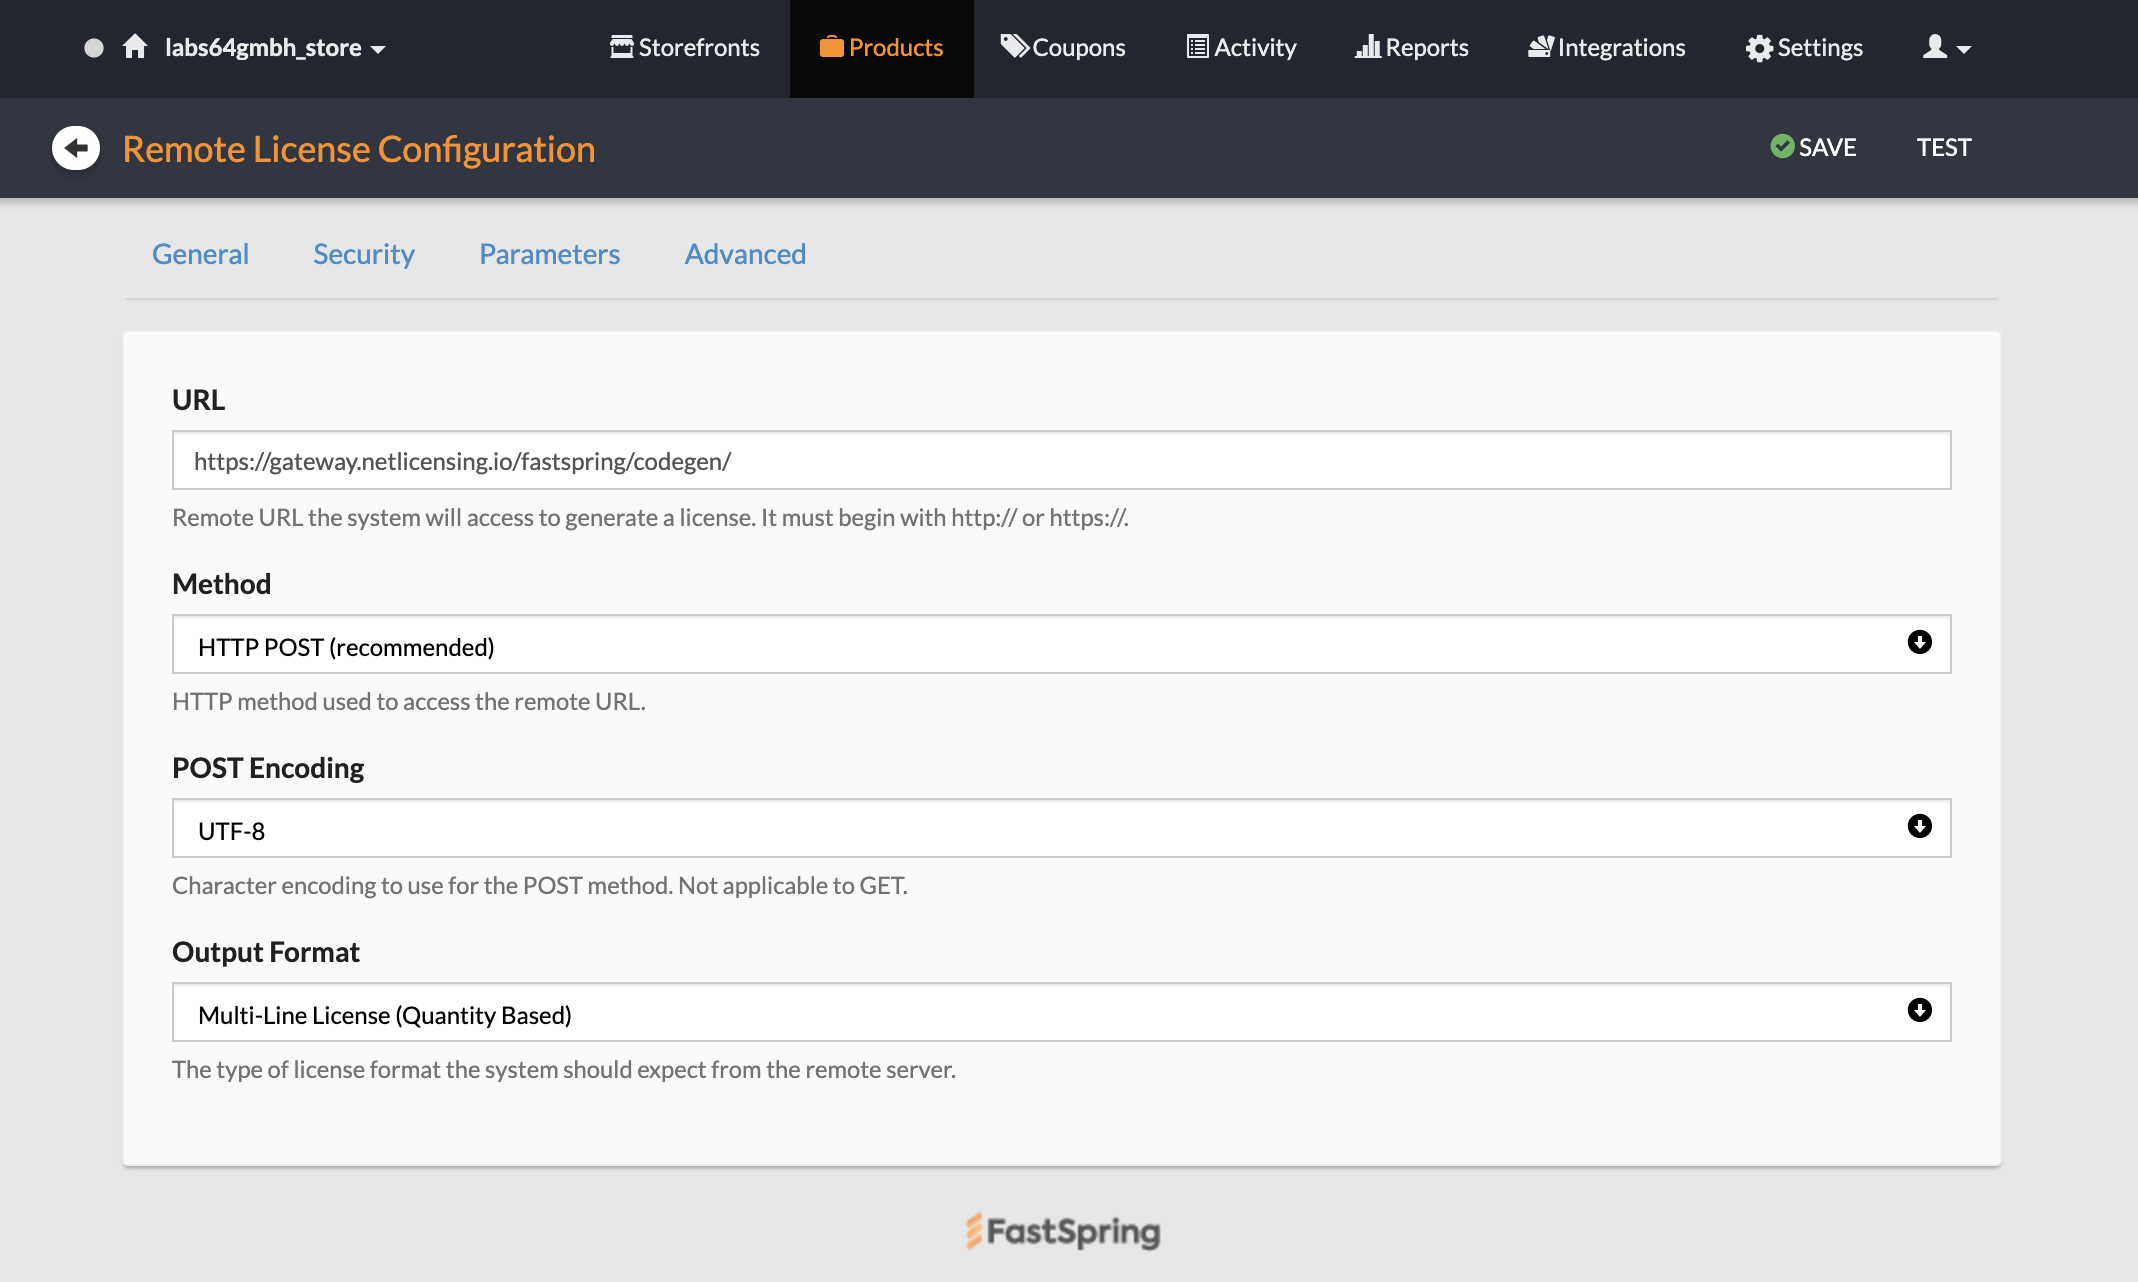 labs64gmbh_store Storefronts Products Coupons Activity Reports Integrations Settings
Remote License Configuration SAVE TEST
General Security Parameters Advanced
URL
https://gateway.netlicensing.io/fastspring/codegen/
Remote URL the system will access to generate a license. It must begin with http:// or https://.
Method
HTTP POST (recommended)
HTTP method used to access the remote URL.
POST Encoding
UTF-8
Character encoding to use for the POST method. Not applicable to GET.
Output Format
Multi-Line License (Quantity Based)
The type of license format the system should expect from the remote server.
FastSpring